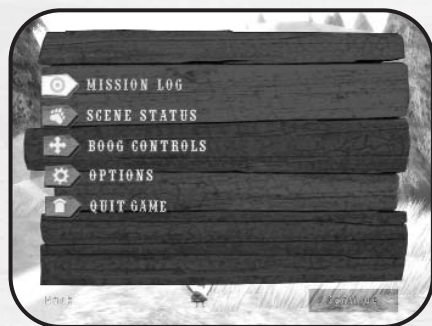 MISSION LOG
SCENE STATUS
BOOG CONTROLS
OPTIONS
QUIT GAME